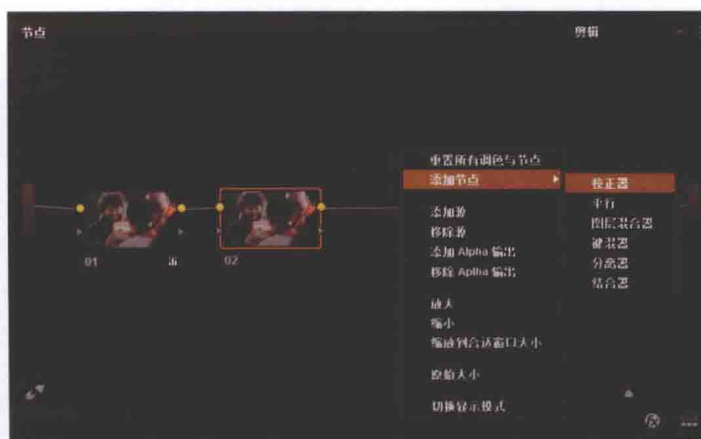 节点
剪辑
重置所有调色与节点
添加节点
校正器
平行
图层混合器
键混器
分离器
结合器
添加源
移除源
添加 Alpha 输出
移除 Aplha 输出
放大
缩小
缩放到合达窗口大小
原始大小
切换显示模式
01
02